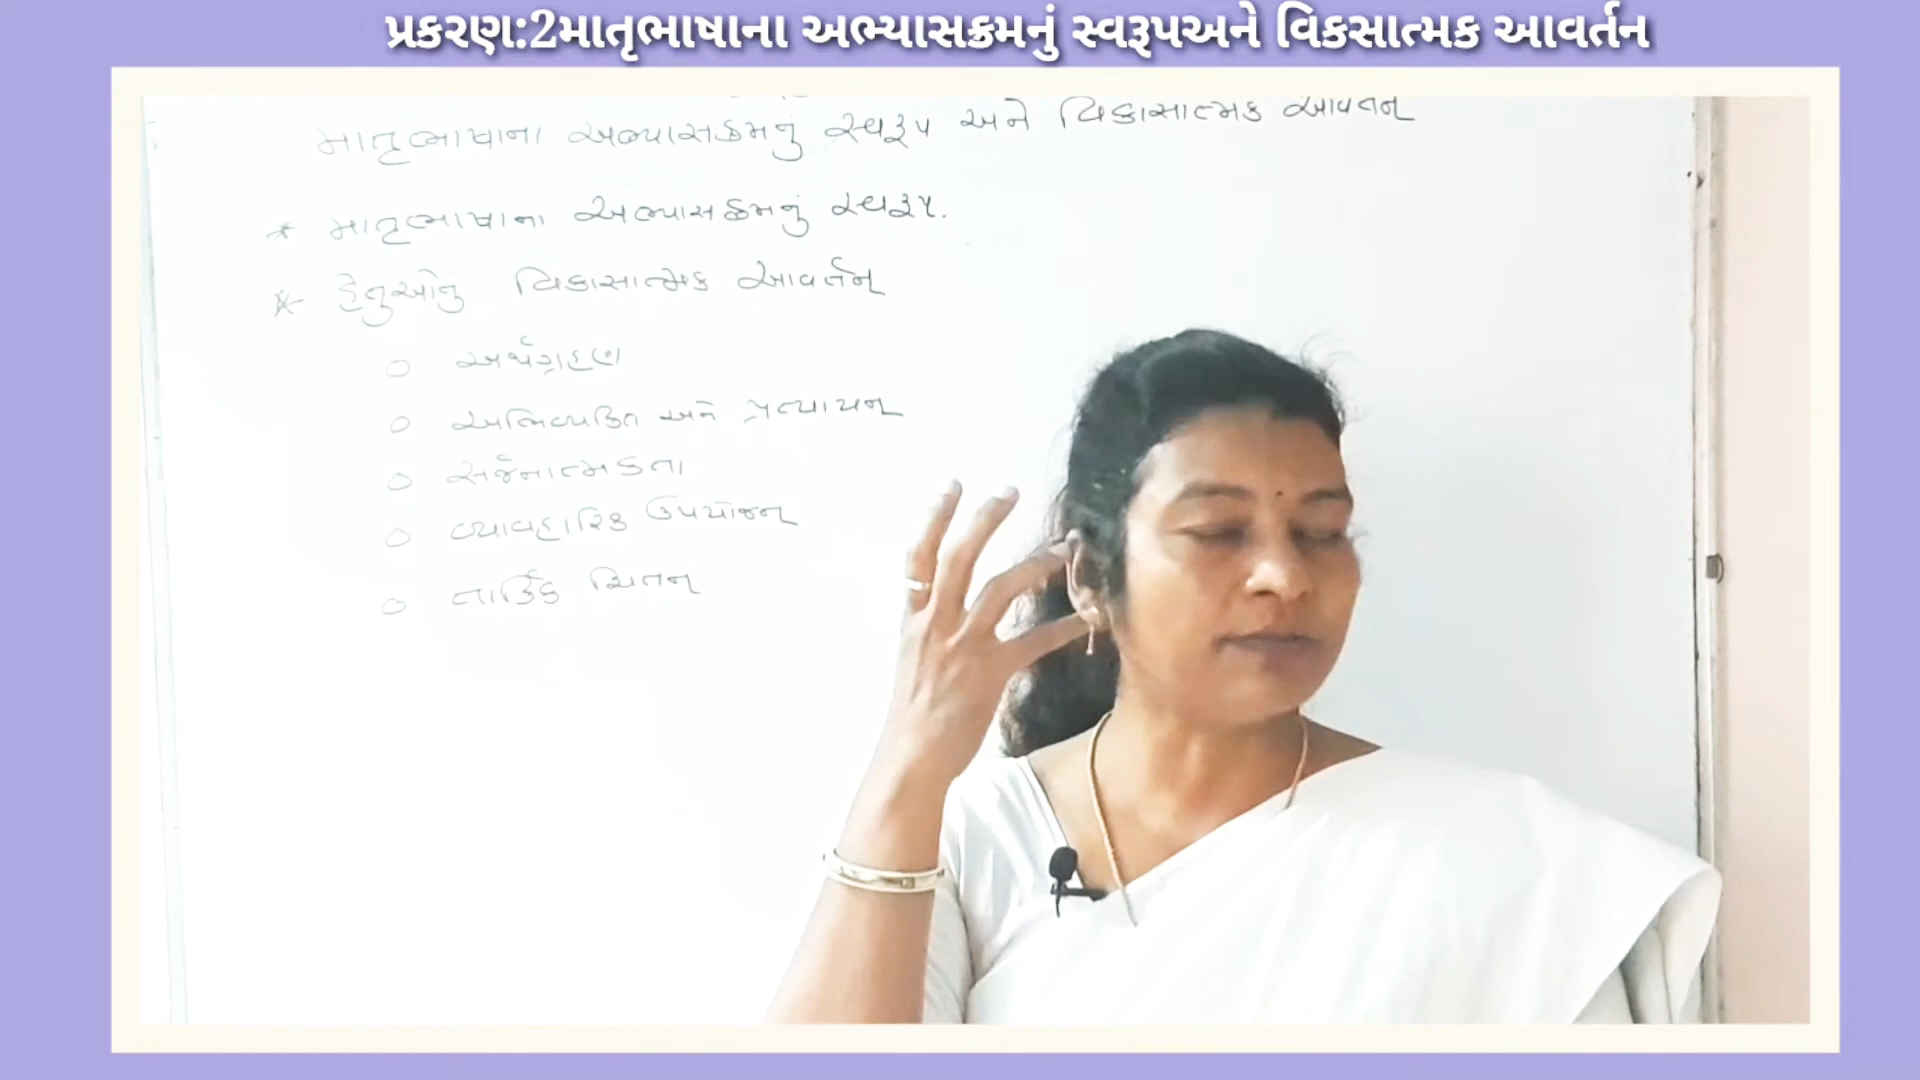 પ્રકરણ:2માતૃભાષાના અભ્યાસક્રમનું સ્વરૂપઅને વિકસાત્મક આવર્તન
માતૃભાષાના અભ્યાસક્રમનું સ્વરૂપ અને વિકાસાત્મક આવર્તન
* માતૃભાષાના અભ્યાસક્રમનું સ્વરૂપ.
* હેતુઓનું વિકાસાત્મક આવર્તન
○ અર્થગ્રહણ
○ અભિવ્યકિત અને પ્રત્યાયન
○ સર્જનાત્મકતા
○ વ્યાવહારિક ઉપયોજન
○ તાર્કિક ચિંતન